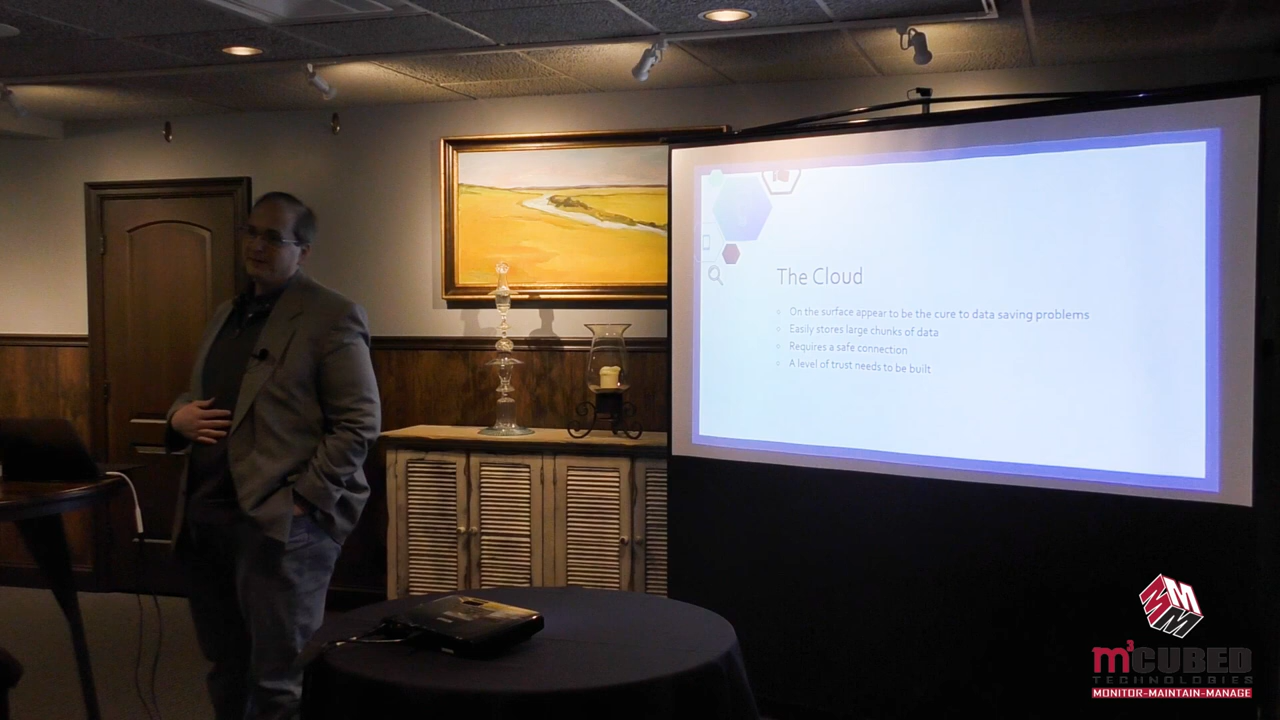 The Cloud
On the surface appear to be the cure to data saving problems
Easily stores large chunks of data
Requires a safe connection
A level of trust needs to be built
MMM
m³CUBED
TECHNOLOGIES
MONITOR-MAINTAIN-MANAGE